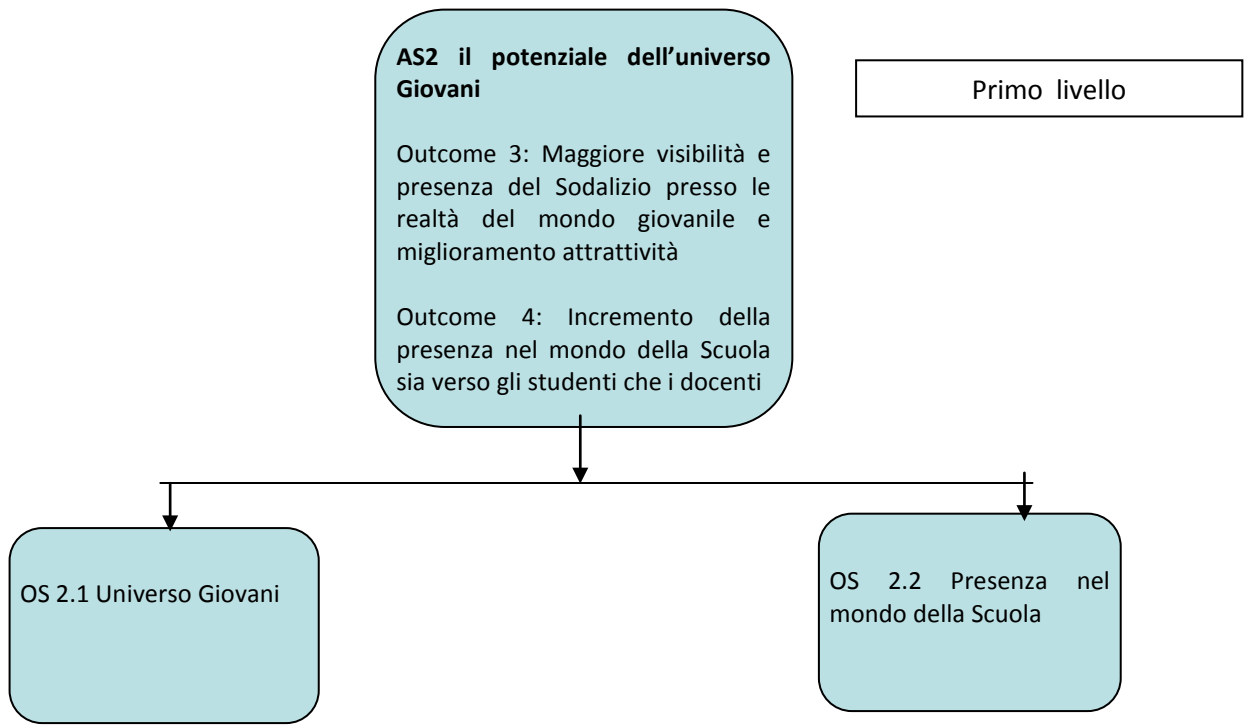 AS2 il potenziale dell’universo
Giovani
Outcome 3: Maggiore visibilità e
presenza del Sodalizio presso le
realtà del mondo giovanile e
miglioramento attrattività
Outcome 4: Incremento della
presenza nel mondo della Scuola
sia verso gli studenti che i docenti
Primo livello
OS 2.1 Universo Giovani
OS 2.2 Presenza nel
mondo della Scuola